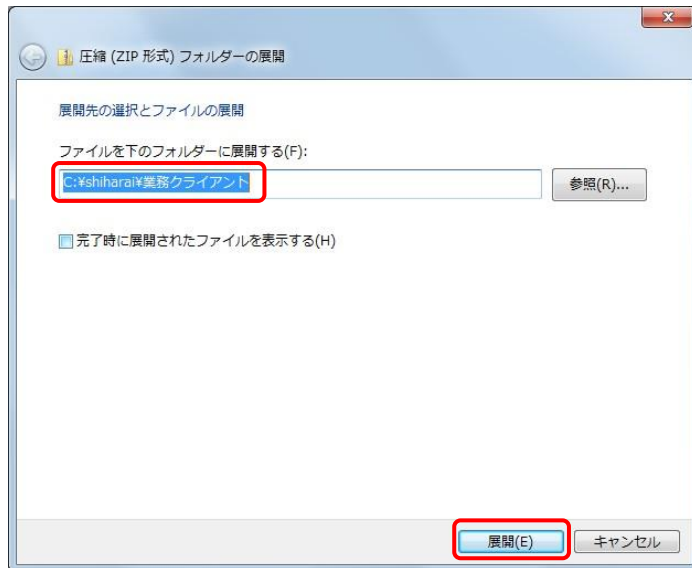 圧縮 (ZIP 形式) フォルダーの展開
展開先の選択とファイルの展開
ファイルを下のフォルダーに展開する(F):
C:¥shiharai¥業務クライアント
参照(R)...
完了時に展開されたファイルを表示する(H)
展開(E)
キャンセル